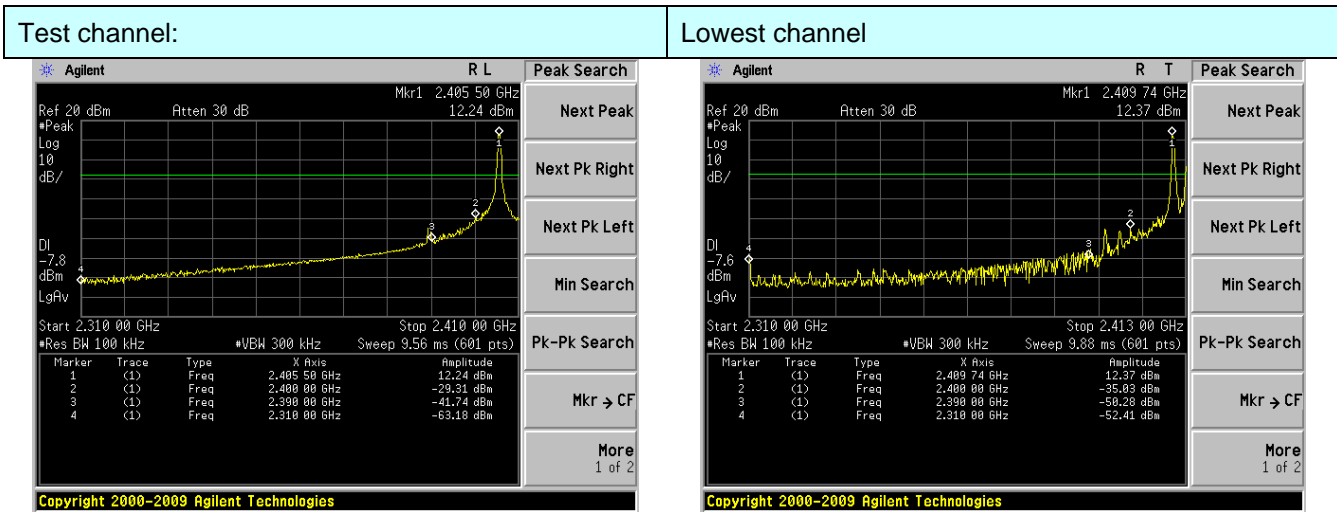 Test channel:
Lowest channel
Agilent R L Peak Search
Mkr1 2.405 50 GHz
Ref 20 dBm Atten 30 dB 12.24 dBm
#Peak
Log
10
dB/
DI
-7.8
dBm
LgAv
1
2
3
4
Start 2.310 00 GHz Stop 2.410 00 GHz
#Res BW 100 kHz #VBW 300 kHz Sweep 9.56 ms (601 pts)
Marker Trace Type X Axis Amplitude
1 (1) Freq 2.405 50 GHz 12.24 dBm
2 (1) Freq 2.400 00 GHz -29.31 dBm
3 (1) Freq 2.390 00 GHz -41.74 dBm
4 (1) Freq 2.310 00 GHz -63.18 dBm
Copyright 2000-2009 Agilent Technologies
Next Peak
Next Pk Right
Next Pk Left
Min Search
Pk-Pk Search
Mkr → CF
More
1 of 2
Agilent R T Peak Search
Mkr1 2.409 74 GHz
Ref 20 dBm Atten 30 dB 12.37 dBm
#Peak
Log
10
dB/
DI
-7.6
dBm
LgAv
1
2
3
4
Start 2.310 00 GHz Stop 2.413 00 GHz
#Res BW 100 kHz #VBW 300 kHz Sweep 9.88 ms (601 pts)
Marker Trace Type X Axis Amplitude
1 (1) Freq 2.409 74 GHz 12.37 dBm
2 (1) Freq 2.400 00 GHz -35.03 dBm
3 (1) Freq 2.390 00 GHz -50.28 dBm
4 (1) Freq 2.310 00 GHz -52.41 dBm
Copyright 2000-2009 Agilent Technologies
Next Peak
Next Pk Right
Next Pk Left
Min Search
Pk-Pk Search
Mkr → CF
More
1 of 2